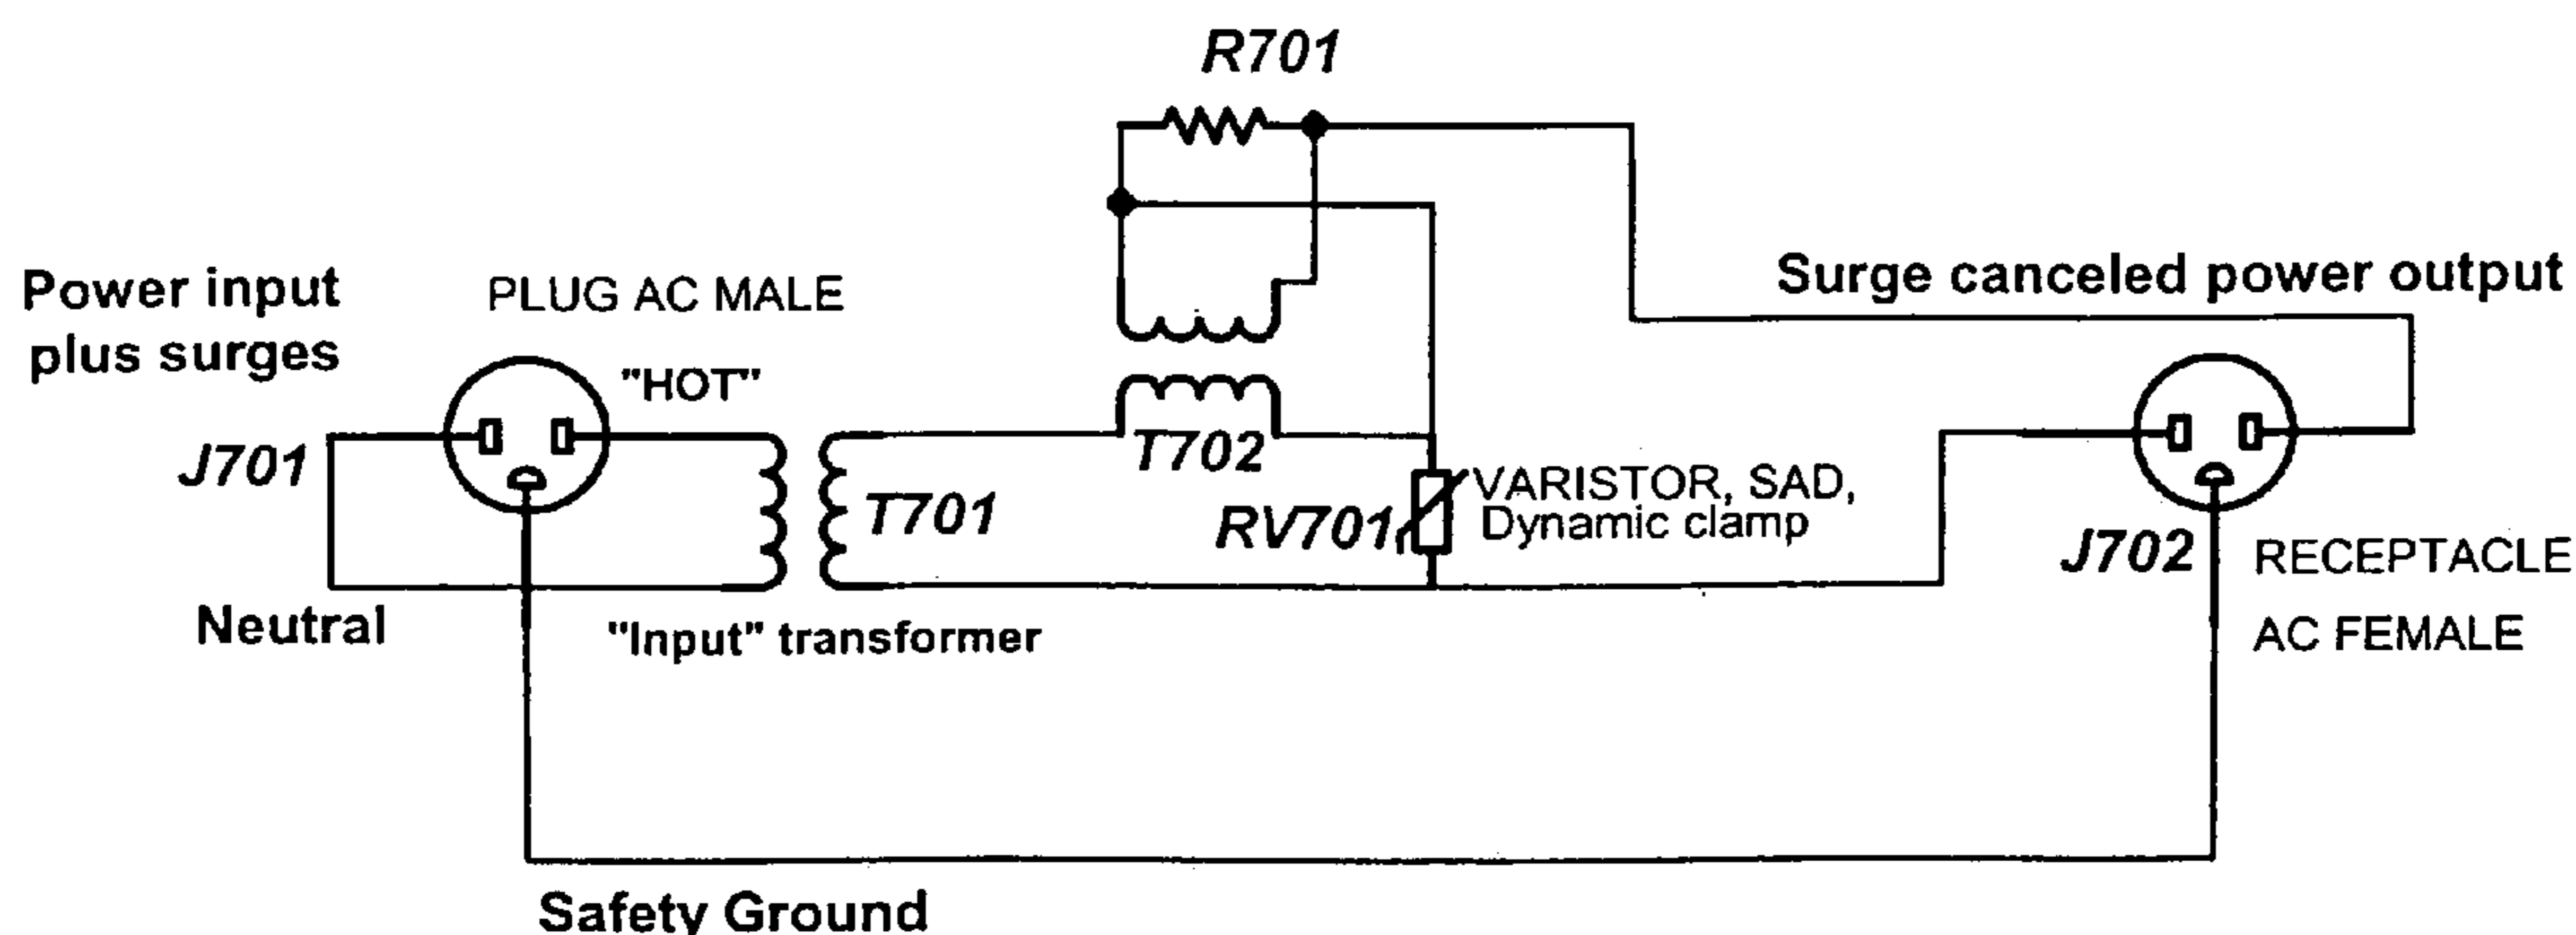 R701
Power input
plus surges
PLUG AC MALE
"HOT"
J701
Neutral
T701
"Input" transformer
T702
RV701
VARISTOR, SAD,
Dynamic clamp
Surge canceled power output
J702
RECEPTACLE
AC FEMALE
Safety Ground